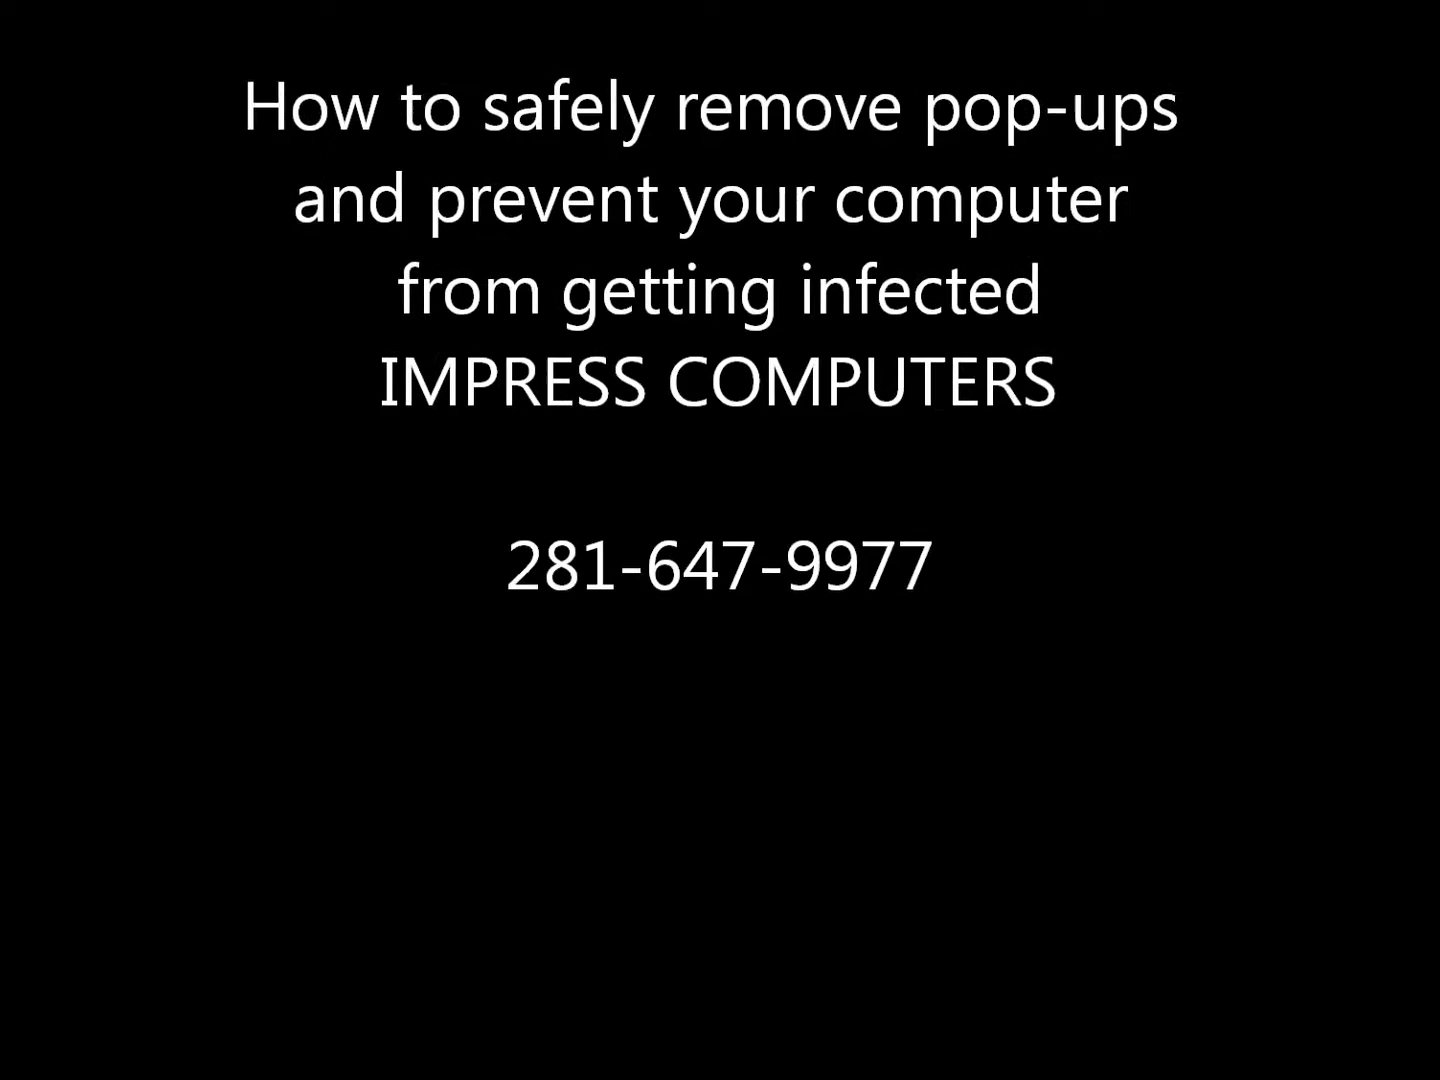 How to safely remove pop-ups
and prevent your computer
from getting infected
IMPRESS COMPUTERS
281-647-9977